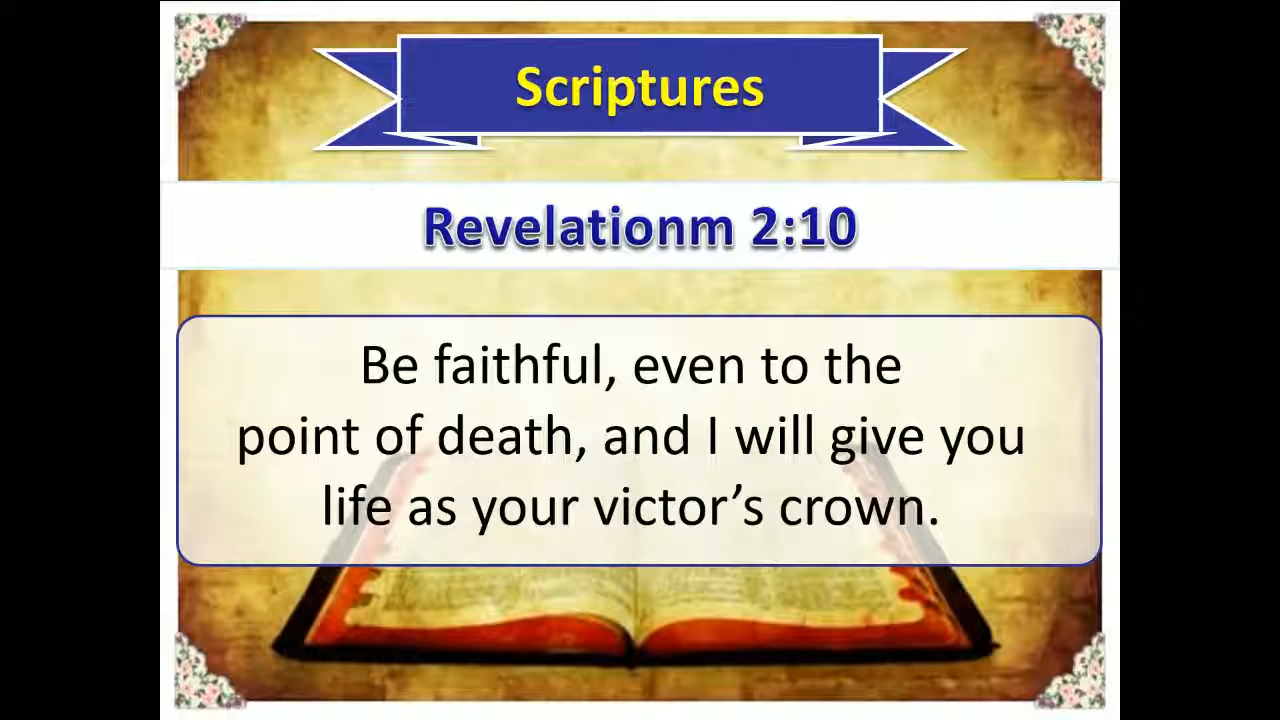 Scriptures
Revelationm 2:10
Be faithful, even to the
point of death, and I will give you
life as your victor’s crown.